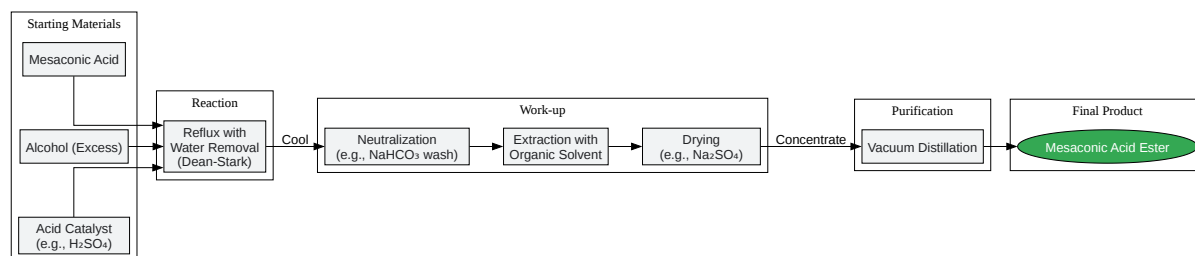 Starting Materials
Mesaconic Acid
Alcohol (Excess)
Acid Catalyst
(e.g., H₂SO₄)
Reaction
Reflux with
Water Removal
(Dean-Stark)
Cool
Work-up
Neutralization
(e.g., NaHCO₃ wash)
Extraction with
Organic Solvent
Drying
(e.g., Na₂SO₄)
Concentrate
Purification
Vacuum Distillation
Final Product
Mesaconic Acid Ester